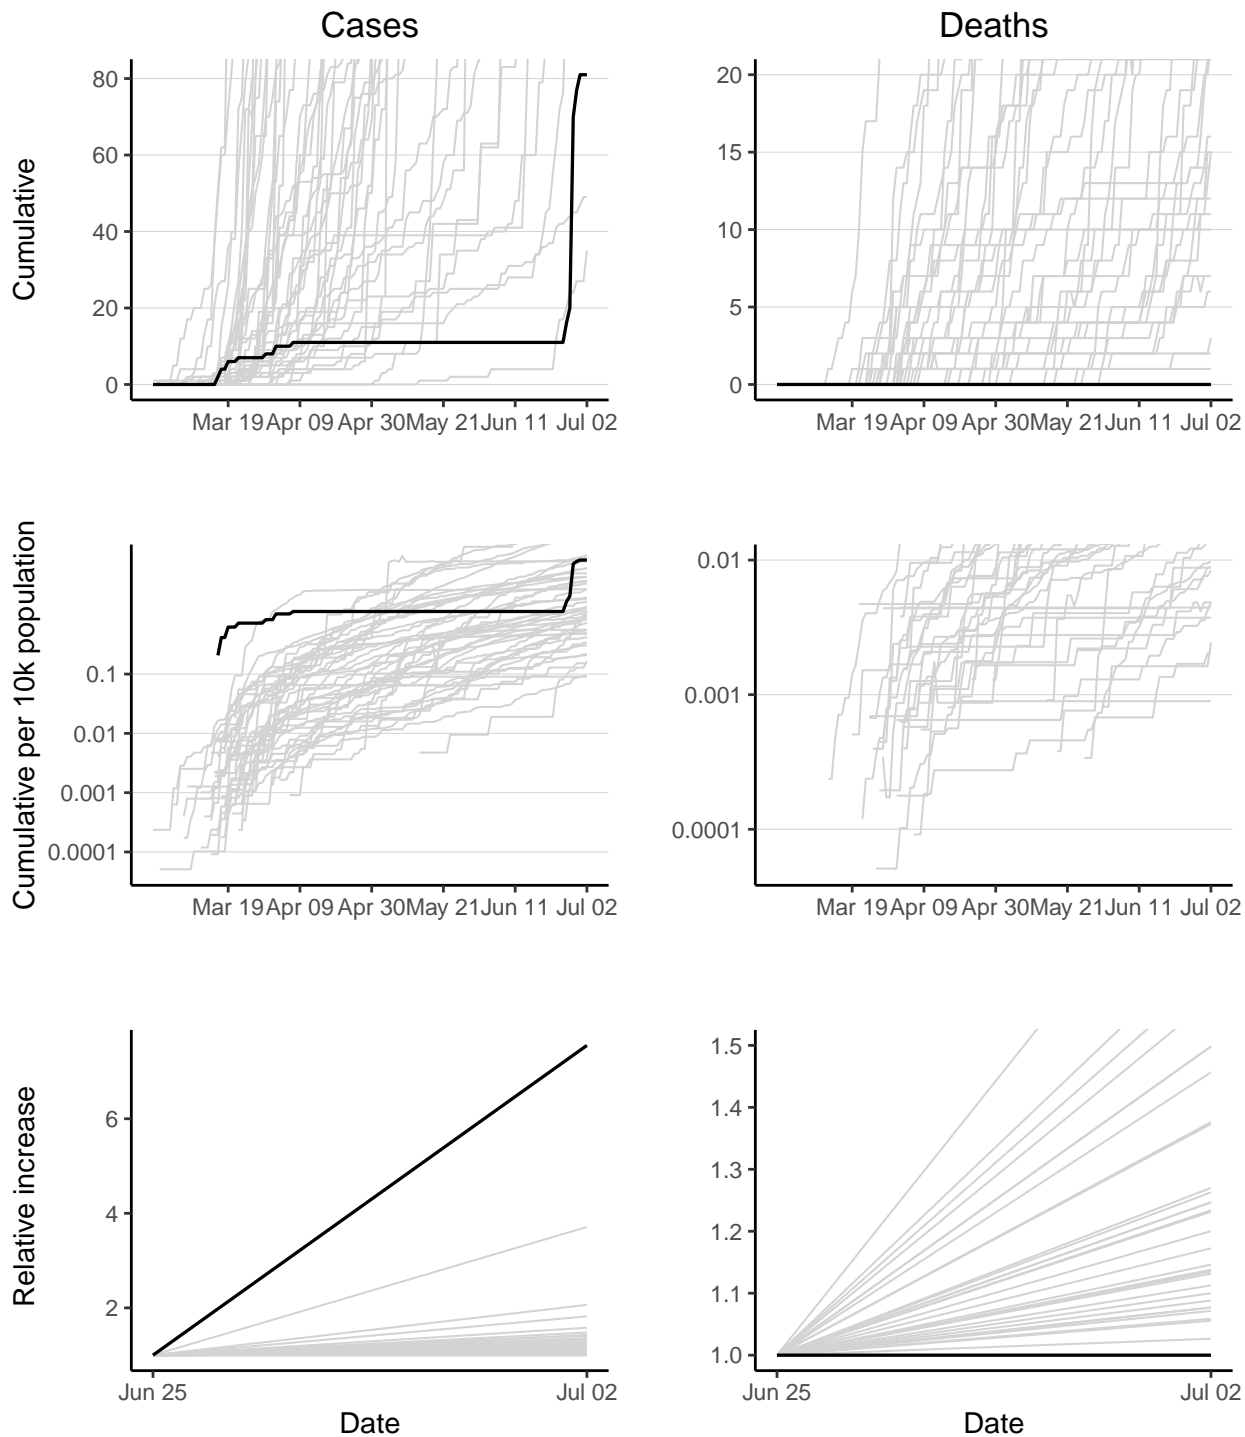 Cases
Deaths
Cumulative
80
60
40
20
0
Mar 19 Apr 09 Apr 30 May 21 Jun 11 Jul 02
20
15
10
5
0
Mar 19 Apr 09 Apr 30 May 21 Jun 11 Jul 02
Cumulative per 10k population
0.1
0.01
0.001
0.0001
Mar 19 Apr 09 Apr 30 May 21 Jun 11 Jul 02
0.01
0.001
0.0001
Mar 19 Apr 09 Apr 30 May 21 Jun 11 Jul 02
Relative increase
6
4
2
Jun 25 Jul 02
Date
1.5
1.4
1.3
1.2
1.1
1.0
Jun 25 Jul 02
Date